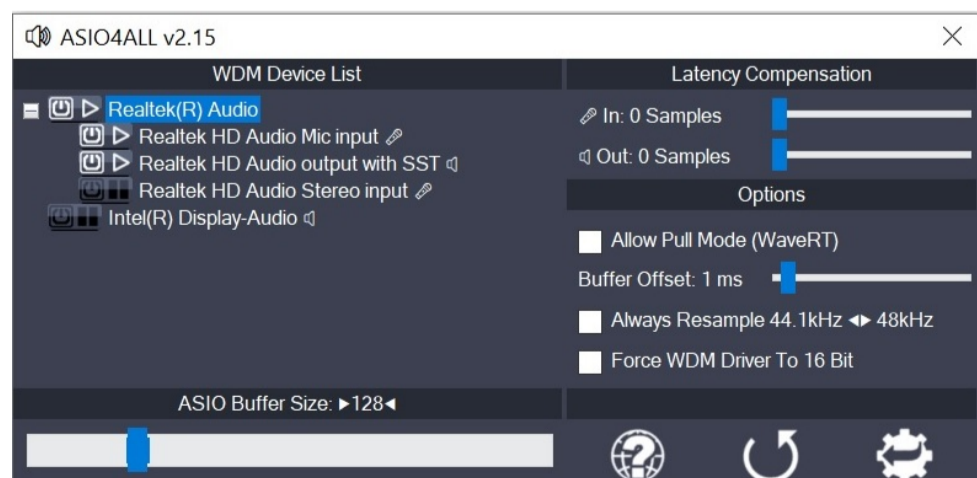 ASIO4ALL v2.15
WDM Device List
Realtek(R) Audio
Realtek HD Audio Mic input
Realtek HD Audio output with SST
Realtek HD Audio Stereo input
Intel(R) Display-Audio
ASIO Buffer Size: ►128◄
Latency Compensation
In: 0 Samples
Out: 0 Samples
Options
Allow Pull Mode (WaveRT)
Buffer Offset: 1 ms
Always Resample 44.1kHz ◄► 48kHz
Force WDM Driver To 16 Bit